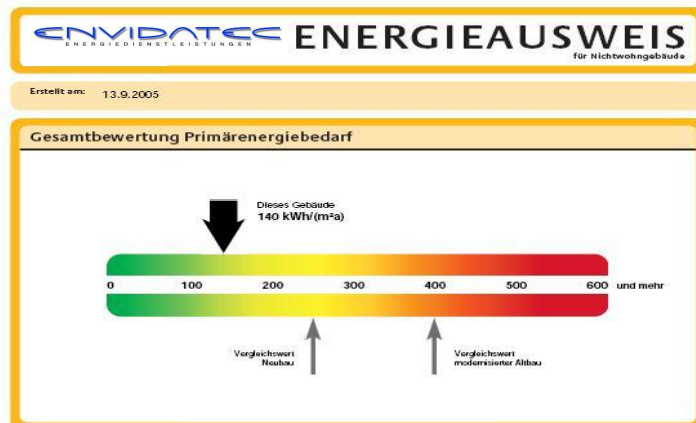 ENVIDATEC ENERGIEAUSWEIS
ENERGIEDIENSTLEISTUNGEN
für Nichtwohngebäude
Erstellt am: 13.9.2005
Gesamtbewertung Primärenergiebedarf
Dieses Gebäude
140 kWh/(m²a)
0 100 200 300 400 500 600 und mehr
Vergleichswert
Neubau
Vergleichswert
modernisierter Altbau